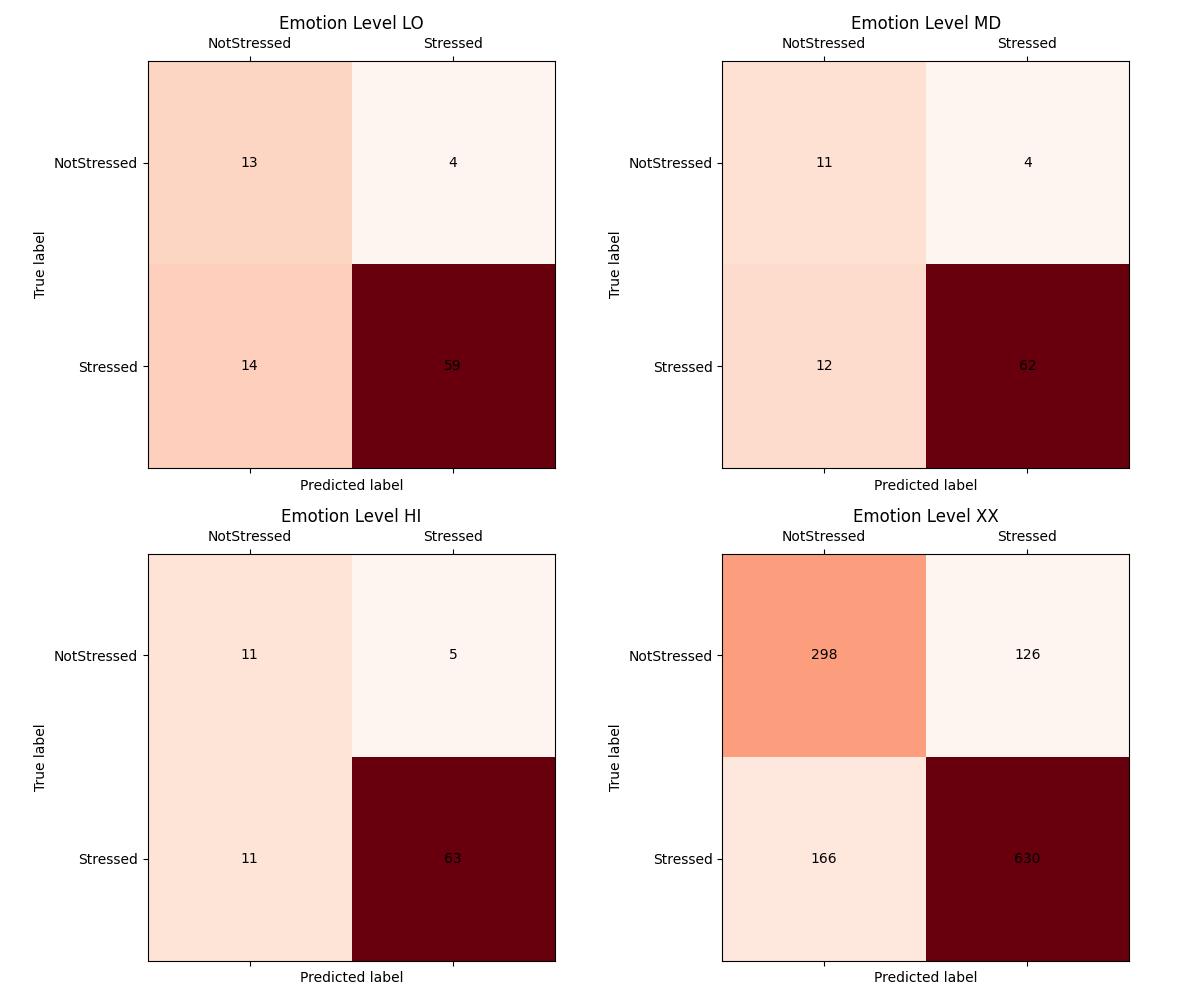 Emotion Level LO
NotStressed Stressed
NotStressed 13 4
True label
Stressed 14 59
Predicted label
Emotion Level MD
NotStressed Stressed
NotStressed 11 4
True label
Stressed 12 62
Predicted label
Emotion Level HI
NotStressed Stressed
NotStressed 11 5
True label
Stressed 11 63
Predicted label
Emotion Level XX
NotStressed Stressed
NotStressed 298 126
True label
Stressed 166 630
Predicted label